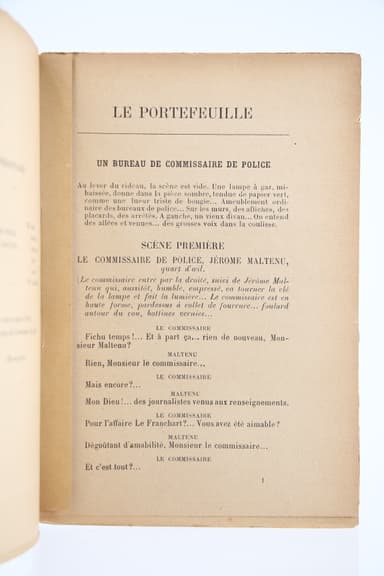 LE PORTEFEUILLE
UN BUREAU DE COMMISSAIRE DE POLICE
Au lever du rideau, la scène est vide. Une lampe à gaz, mi-
baissée, donne dans la pièce sombre, tendue de papier vert,
comme une lueur triste de bougie... Ameublement ordi-
naire des bureaux de police... Sur les murs, des affiches, des
placards, des arrêtés. A gauche, un vieux divan... On entend
des allées et venues... des grosses voix dans la coulisse.
SCÈNE PREMIÈRE
LE COMMISSAIRE DE POLICE, JÉROME MALTENU,
quart d'œil.
(Le commissaire entre par la droite, suivi de Jérôme Mal-
tenu qui, aussitôt, humble, empressé, va tourner la clé
de la lampe et fait la lumière... Le commissaire est en
haute forme, pardessus à collet de fourrure... foulard
autour du cou, bottines vernies...
LE COMMISSAIRE
Fichu temps!... Et à part ça... rien de nouveau, Mon-
sieur Maltenu?
MALTENU
Rien, Monsieur le commissaire...
LE COMMISSAIRE
Mais encore?...
MALTENU
Mon Dieu!... des journalistes venus aux renseignements.
LE COMMISSAIRE
Pour l'affaire Le Franchart?... Vous avez été aimable?
MALTENU
Dégoûtant d'amabilité, Monsieur le commissaire...
LE COMMISSAIRE
Et c'est tout?...
1